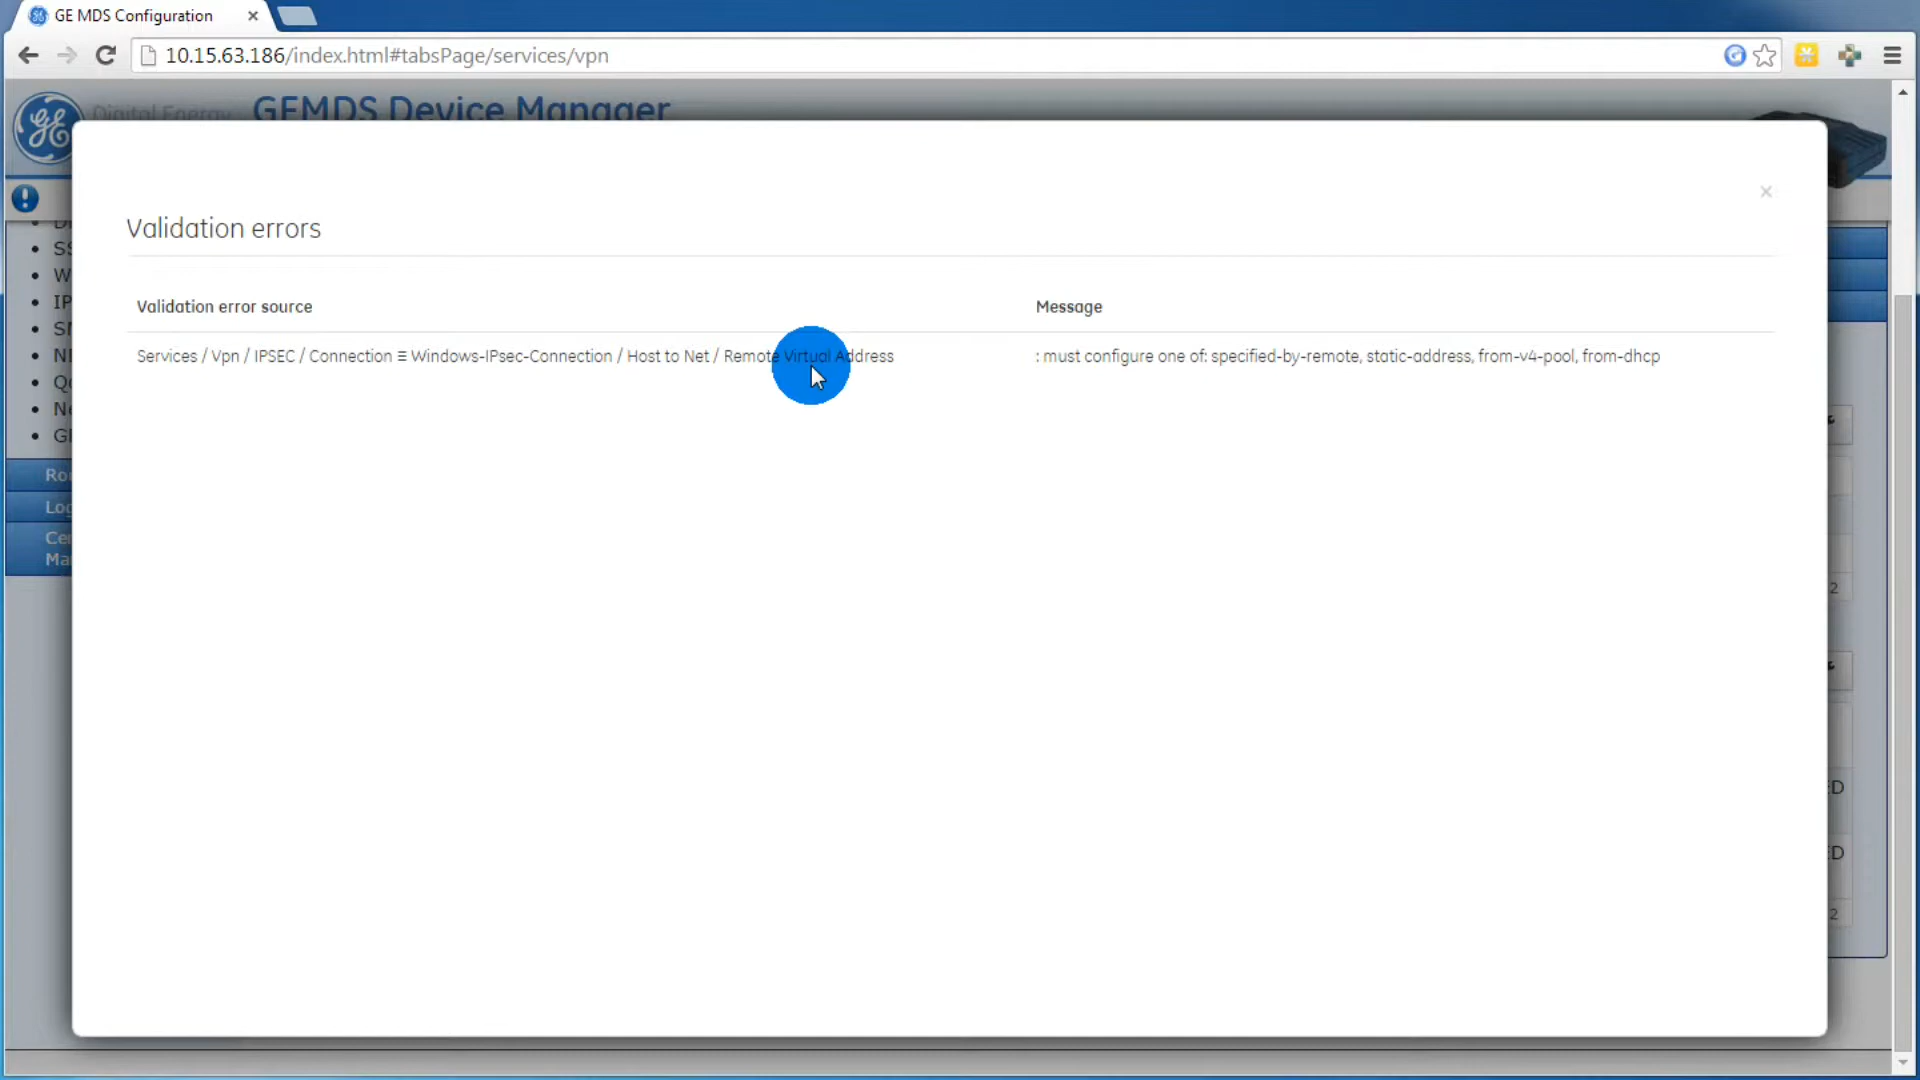 GE MDS Configuration
10.15.63.186/index.html#tabsPage/services/vpn
Digital Energy GEMDS Device Manager
Validation errors
Validation error source Message
Services / Vpn / IPSEC / Connection ≡ Windows-IPsec-Connection / Host to Net / Remote Virtual Address : must configure one of: specified-by-remote, static-address, from-v4-pool, from-dhcp